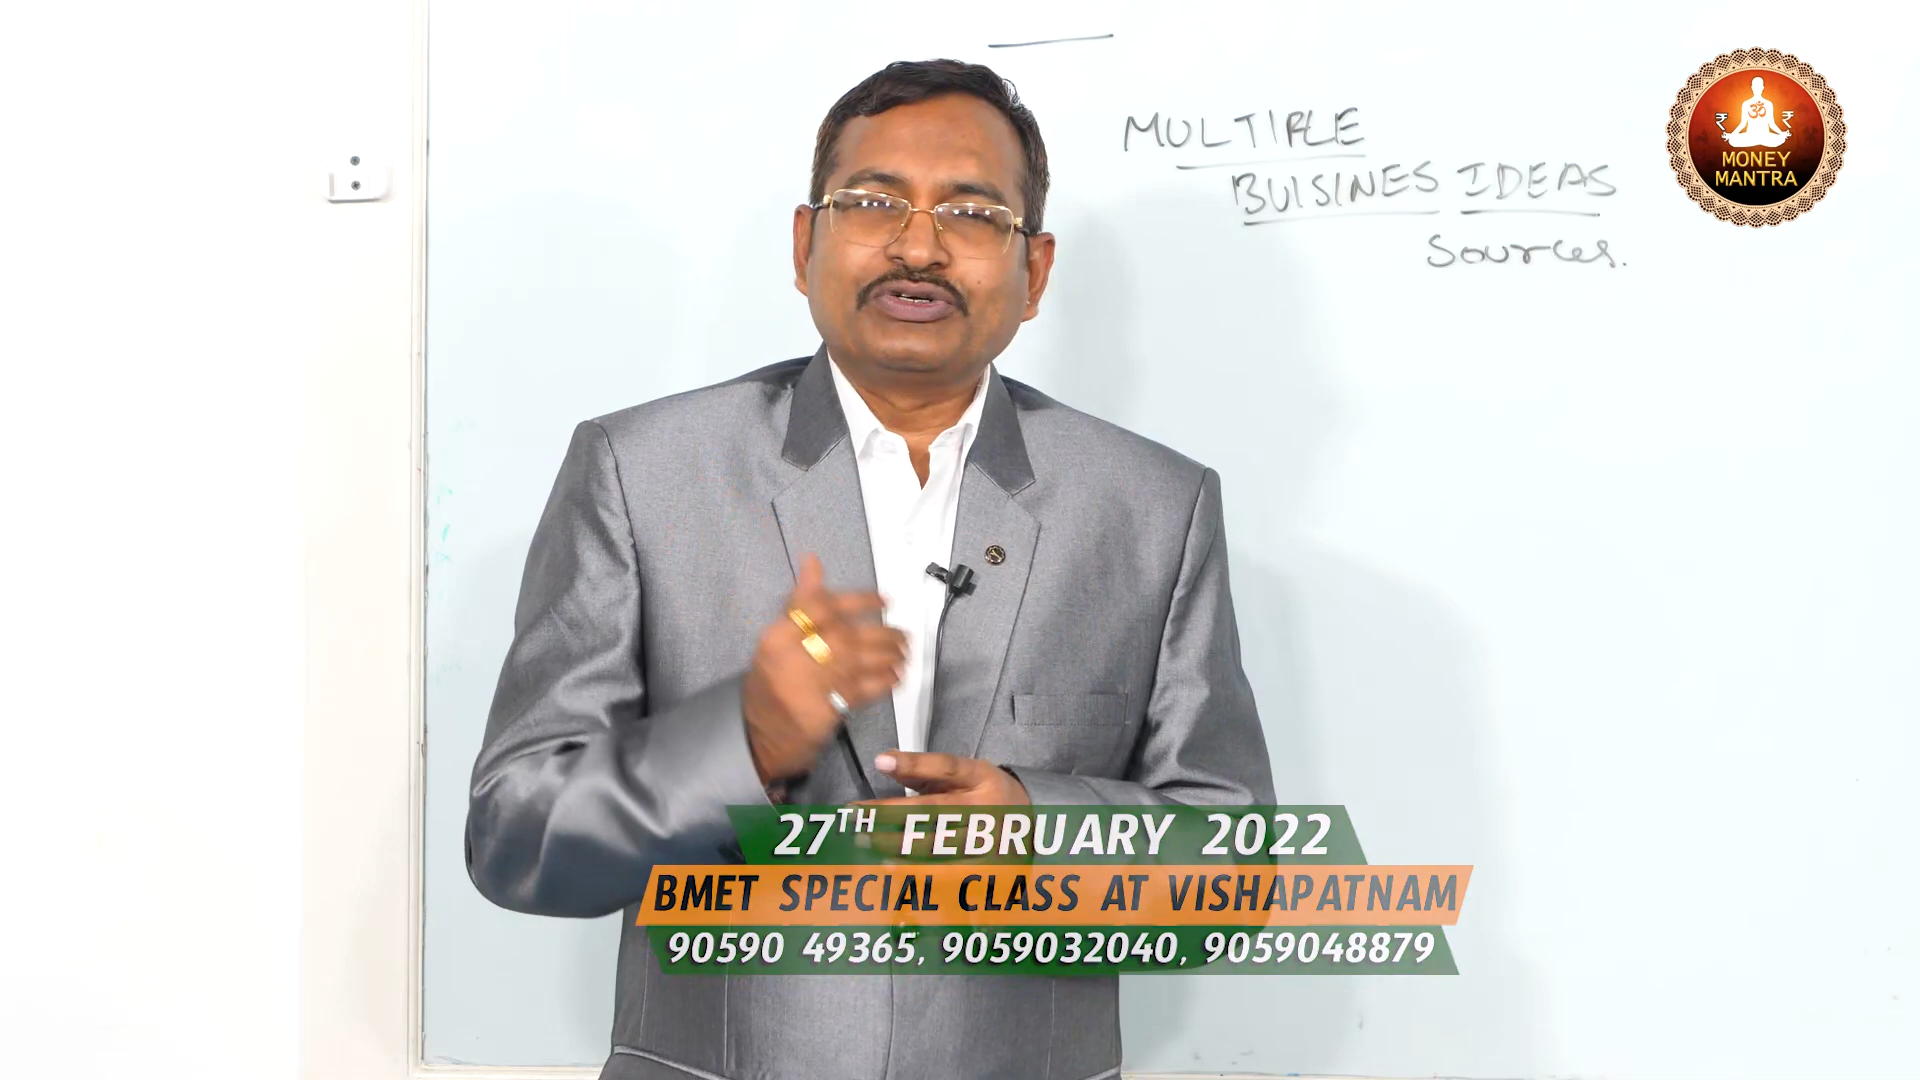 MULTIPLE
BUISINES IDEAS
Sources.
₹ ॐ ₹
MONEY
MANTRA
27TH FEBRUARY 2022
BMET SPECIAL CLASS AT VISHAPATNAM
90590 49365, 9059032040, 9059048879